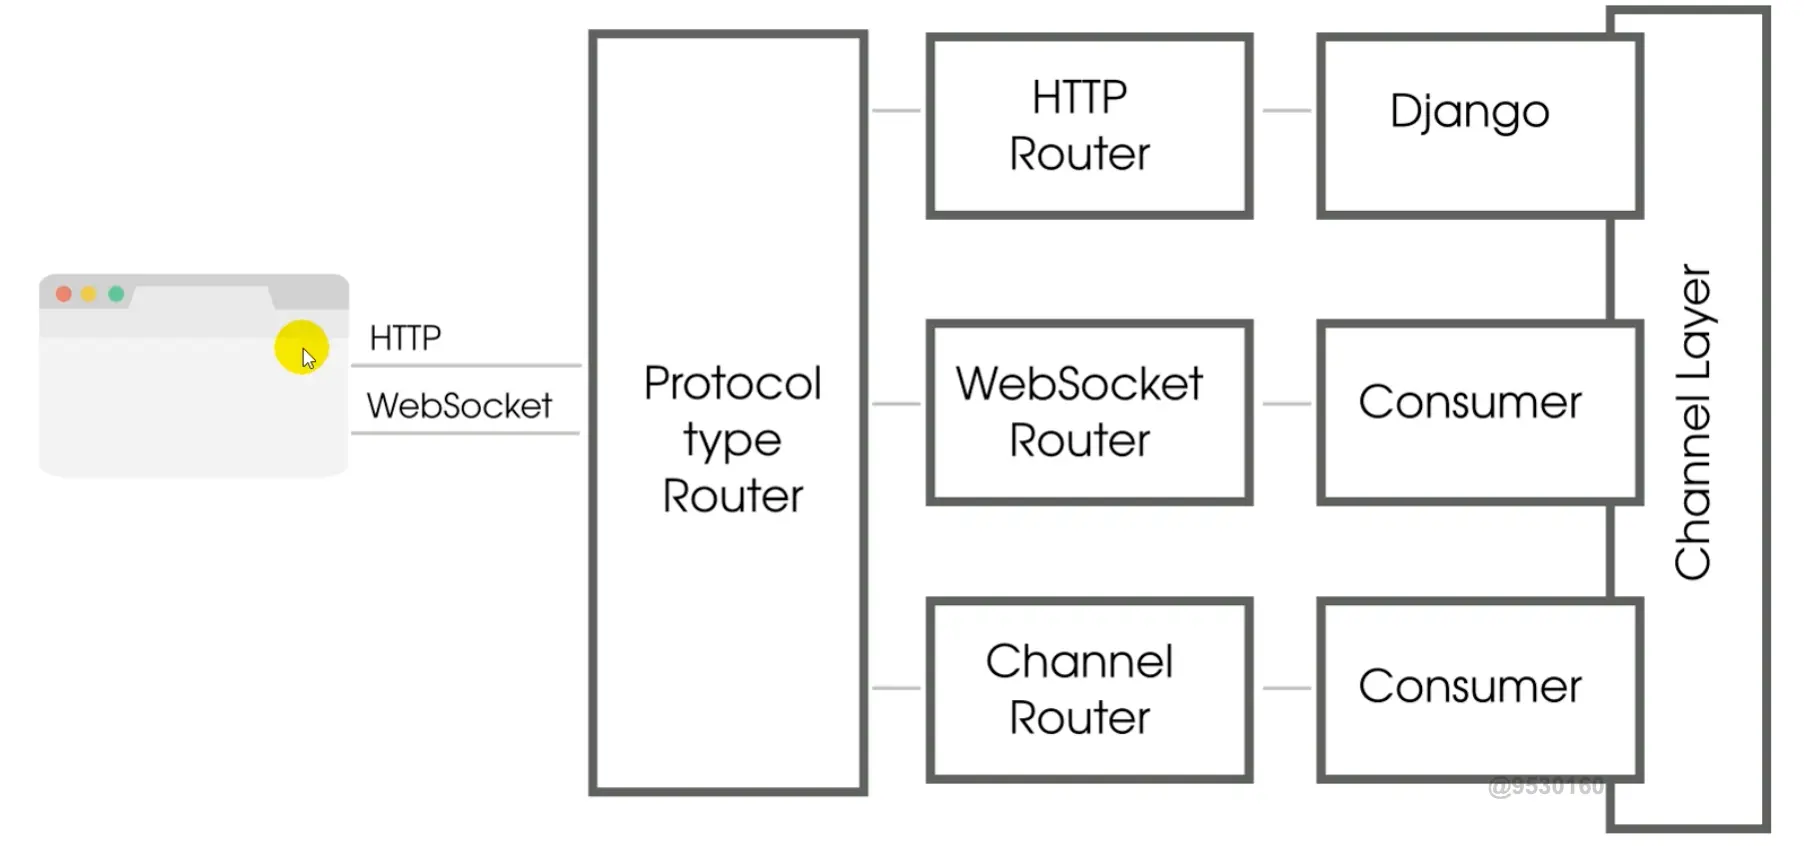 HTTP
WebSocket
Protocol
type
Router
HTTP
Router
Django
WebSocket
Router
Consumer
Channel
Router
Consumer
Channel Layer
@9530160